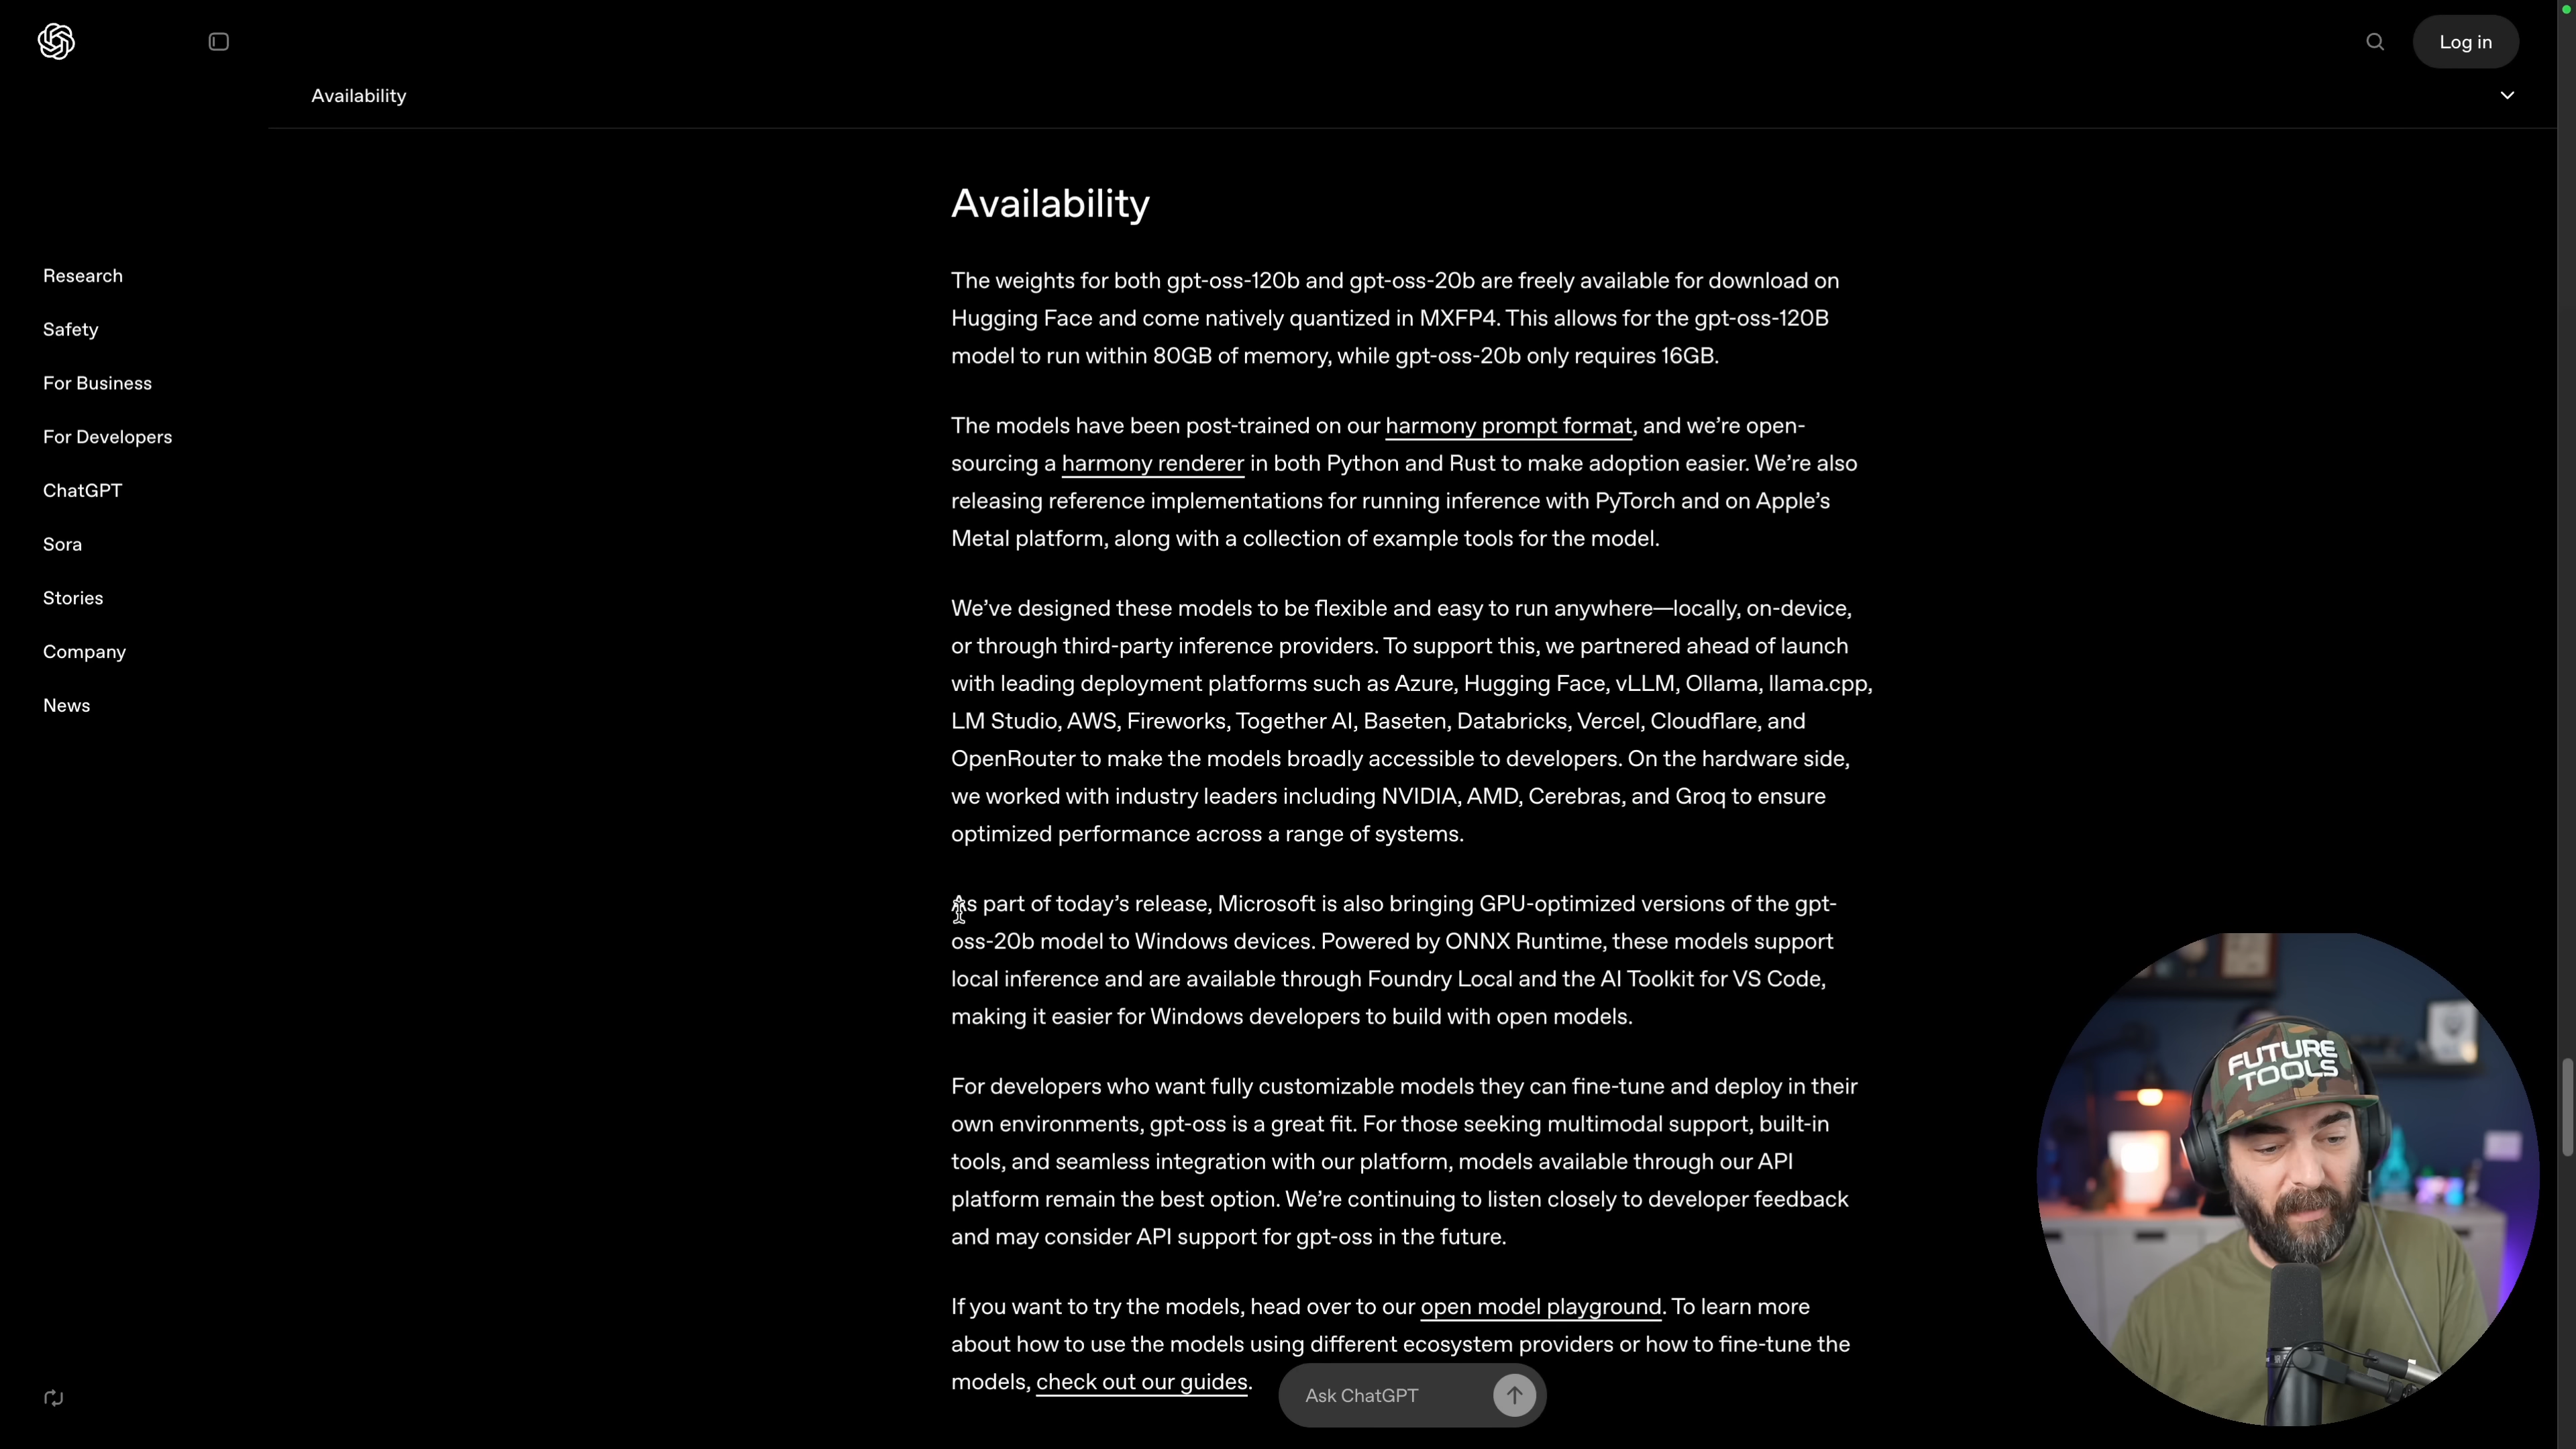 Log in
Availability
Availability
Research
Safety
For Business
For Developers
ChatGPT
Sora
Stories
Company
News
The weights for both gpt-oss-120b and gpt-oss-20b are freely available for download on
Hugging Face and come natively quantized in MXFP4. This allows for the gpt-oss-120B
model to run within 80GB of memory, while gpt-oss-20b only requires 16GB.
The models have been post-trained on our harmony prompt format, and we’re open-
sourcing a harmony renderer in both Python and Rust to make adoption easier. We’re also
releasing reference implementations for running inference with PyTorch and on Apple’s
Metal platform, along with a collection of example tools for the model.
We’ve designed these models to be flexible and easy to run anywhere—locally, on-device,
or through third-party inference providers. To support this, we partnered ahead of launch
with leading deployment platforms such as Azure, Hugging Face, vLLM, Ollama, llama.cpp,
LM Studio, AWS, Fireworks, Together AI, Baseten, Databricks, Vercel, Cloudflare, and
OpenRouter to make the models broadly accessible to developers. On the hardware side,
we worked with industry leaders including NVIDIA, AMD, Cerebras, and Groq to ensure
optimized performance across a range of systems.
As part of today’s release, Microsoft is also bringing GPU-optimized versions of the gpt-
oss-20b model to Windows devices. Powered by ONNX Runtime, these models support
local inference and are available through Foundry Local and the AI Toolkit for VS Code,
making it easier for Windows developers to build with open models.
For developers who want fully customizable models they can fine-tune and deploy in their
own environments, gpt-oss is a great fit. For those seeking multimodal support, built-in
tools, and seamless integration with our platform, models available through our API
platform remain the best option. We’re continuing to listen closely to developer feedback
and may consider API support for gpt-oss in the future.
If you want to try the models, head over to our open model playground. To learn more
about how to use the models using different ecosystem providers or how to fine-tune the
models, check out our guides.
Ask ChatGPT
FUTURE
TOOLS